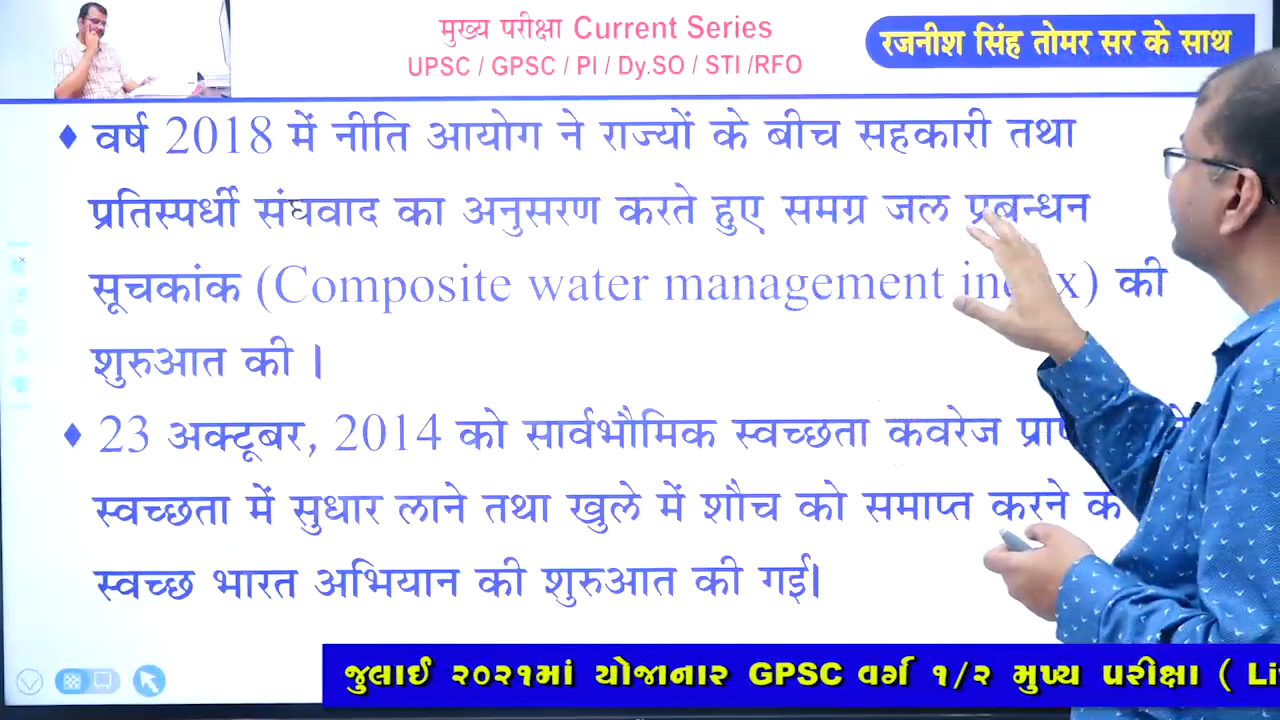 मुख्य परीक्षा Current Series
UPSC / GPSC / PI / Dy.SO / STI /RFO
रजनीश सिंह तोमर सर के साथ
वर्ष 2018 में नीति आयोग ने राज्यों के बीच सहकारी तथा
प्रतिस्पर्धी संघवाद का अनुसरण करते हुए समग्र जल प्रबन्धन
सूचकांक (Composite water management index) की
शुरुआत की ।
23 अक्टूबर, 2014 को सार्वभौमिक स्वच्छता कवरेज
स्वच्छता में सुधार लाने तथा खुले में शौच को समाप्त करने
स्वच्छ भारत अभियान की शुरुआत की गई।
જુલાઈ ૨૦૨૧માં યોજાનાર GPSC વર્ગ ૧/૨ મુખ્ય પરીક્ષા (